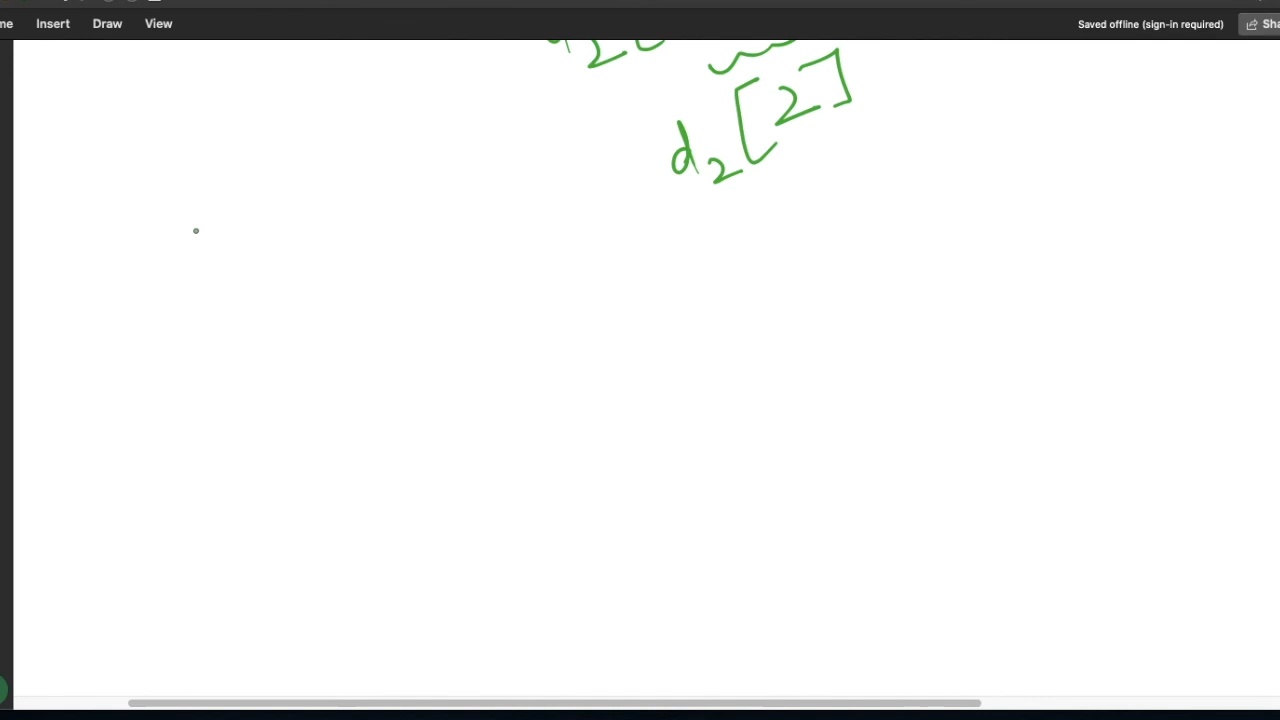 Insert Draw View Saved offline (sign-in required)
d₂[2]